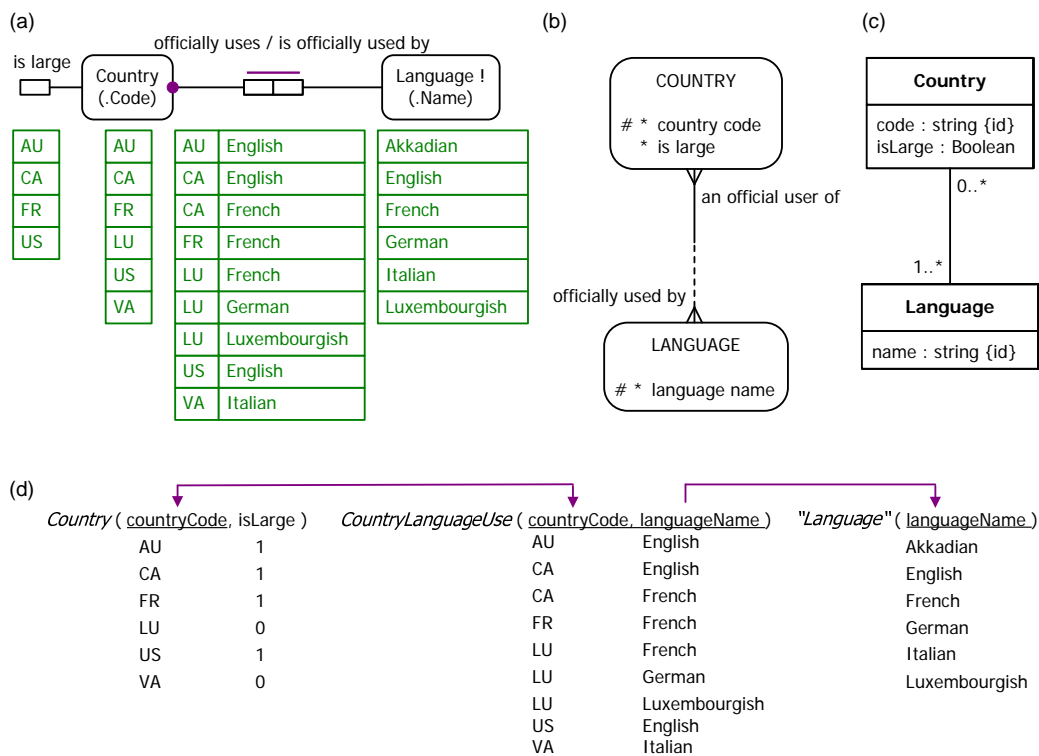 (a)
officially uses / is officially used by
is large
Country
(.Code)
Language !
(.Name)
AU
CA
FR
US
AU
CA
FR
LU
US
VA
AU English
CA English
CA French
FR French
LU French
LU German
LU Luxembourgish
US English
VA Italian
Akkadian
English
French
German
Italian
Luxembourgish
(b)
COUNTRY
# * country code
* is large
an official user of
officially used by
LANGUAGE
# * language name
(c)
Country
code : string {id}
isLarge : Boolean
0..*
1..*
Language
name : string {id}
(d)
Country ( countryCode, isLarge )
AU 1
CA 1
FR 1
LU 0
US 1
VA 0
CountryLanguageUse ( countryCode, languageName )
AU English
CA English
CA French
FR French
LU French
LU German
LU Luxembourgish
US English
VA Italian
"Language" ( languageName )
Akkadian
English
French
German
Italian
Luxembourgish